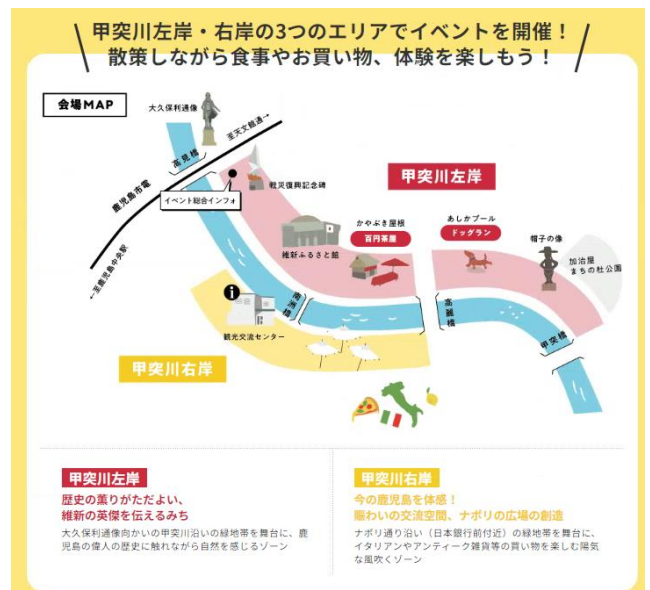 甲突川左岸・右岸の3つのエリアでイベントを開催！
散策しながら食事やお買い物、体験を楽しもう！
会場MAP
大久保利通像
至天文館通→
高見橋
鹿児島市電
イベント総合インフォ
戦災復興記念碑
甲突川左岸
←至鹿児島中央駅
維新ふるさと館
かやぶき屋根
百円茶屋
あしかプール
ドッグラン
帽子の像
加治屋
まちの杜公園
観光交流センター
高麗橋
甲突橋
甲突川右岸
甲突川左岸
歴史の薫りがただよい、
維新の英傑を伝えるみち
大久保利通像向かいの甲突川沿いの緑地帯を舞台に、鹿
児島の偉人の歴史に触れながら自然を感じるゾーン
甲突川右岸
今の鹿児島を体感！
賑わいの交流空間、ナポリの広場の創造
ナポリ通り沿い（日本銀行前付近）の緑地帯を舞台に、
イタリアンやアンティーク雑貨等の買い物を楽しむ陽気
な風吹くゾーン